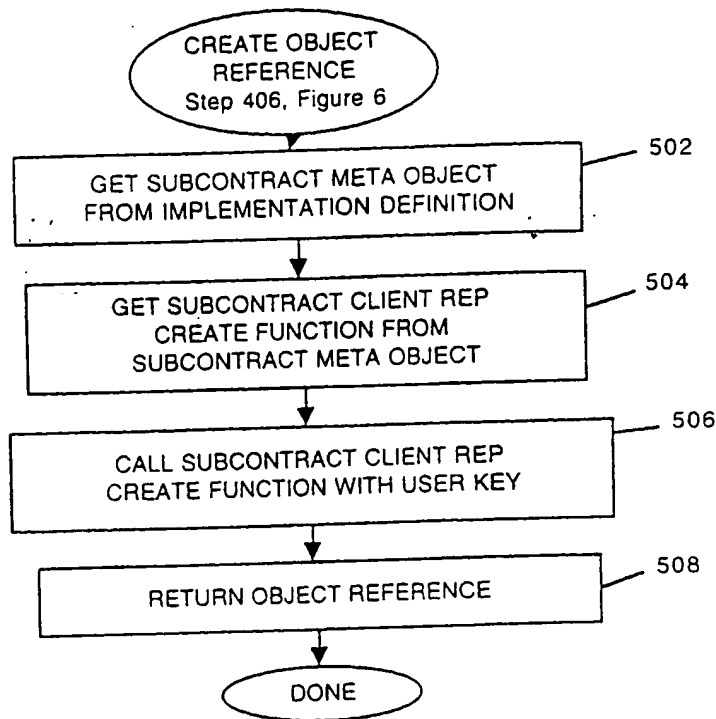 CREATE OBJECT
REFERENCE
Step 406, Figure 6
502
GET SUBCONTRACT META OBJECT
FROM IMPLEMENTATION DEFINITION
504
GET SUBCONTRACT CLIENT REP
CREATE FUNCTION FROM
SUBCONTRACT META OBJECT
506
CALL SUBCONTRACT CLIENT REP
CREATE FUNCTION WITH USER KEY
508
RETURN OBJECT REFERENCE
DONE